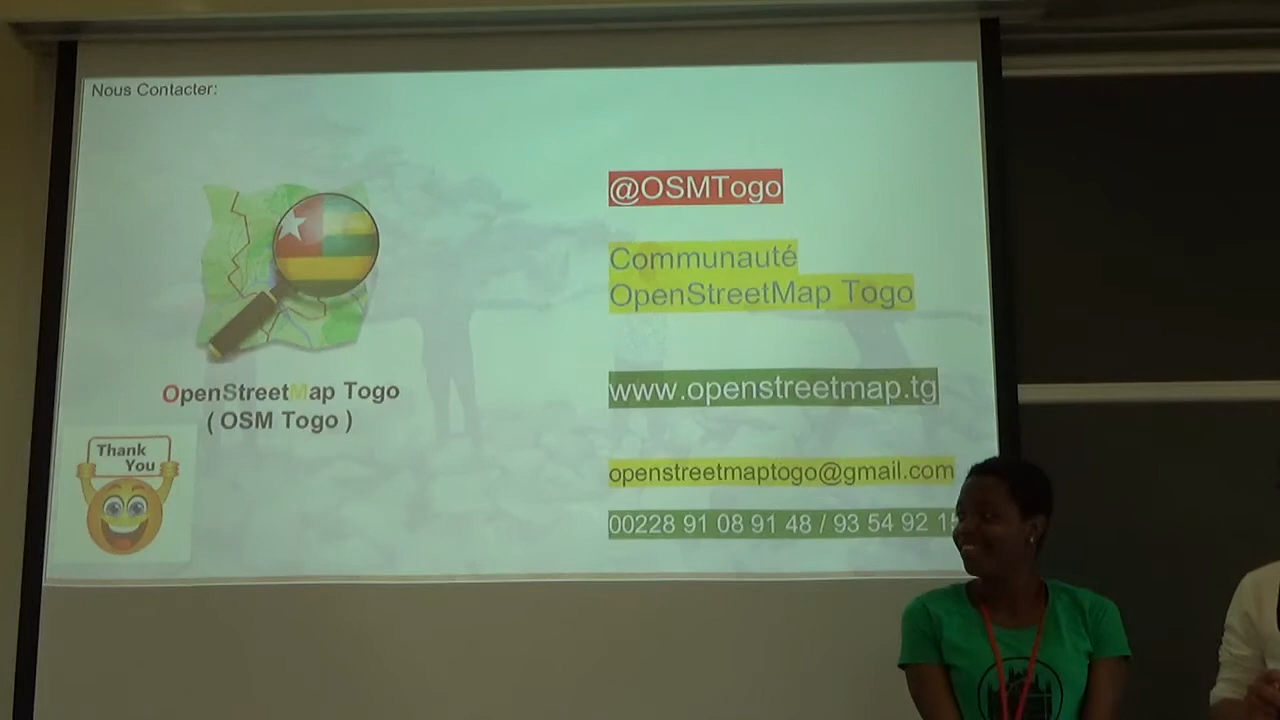 Nous Contacter:
@OSMTogo
Communauté
OpenStreetMap Togo
www.openstreetmap.tg
openstreetmaptogo@gmail.com
00228 91 08 91 48 / 93 54 92
OpenStreetMap Togo
( OSM Togo )
Thank
You